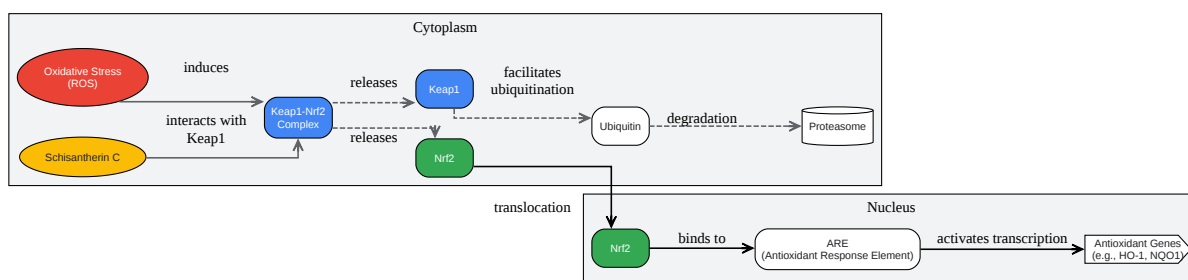 Cytoplasm
Oxidative Stress
(ROS)
induces
releases
Keap1
facilitates
ubiquitination
Keap1-Nrf2
Complex
interacts with
Keap1
releases
Ubiquitin
degradation
Proteasome
Schisantherin C
Nrf2
translocation
Nucleus
Nrf2
binds to
ARE
(Antioxidant Response Element)
activates transcription
Antioxidant Genes
(e.g., HO-1, NQO1)